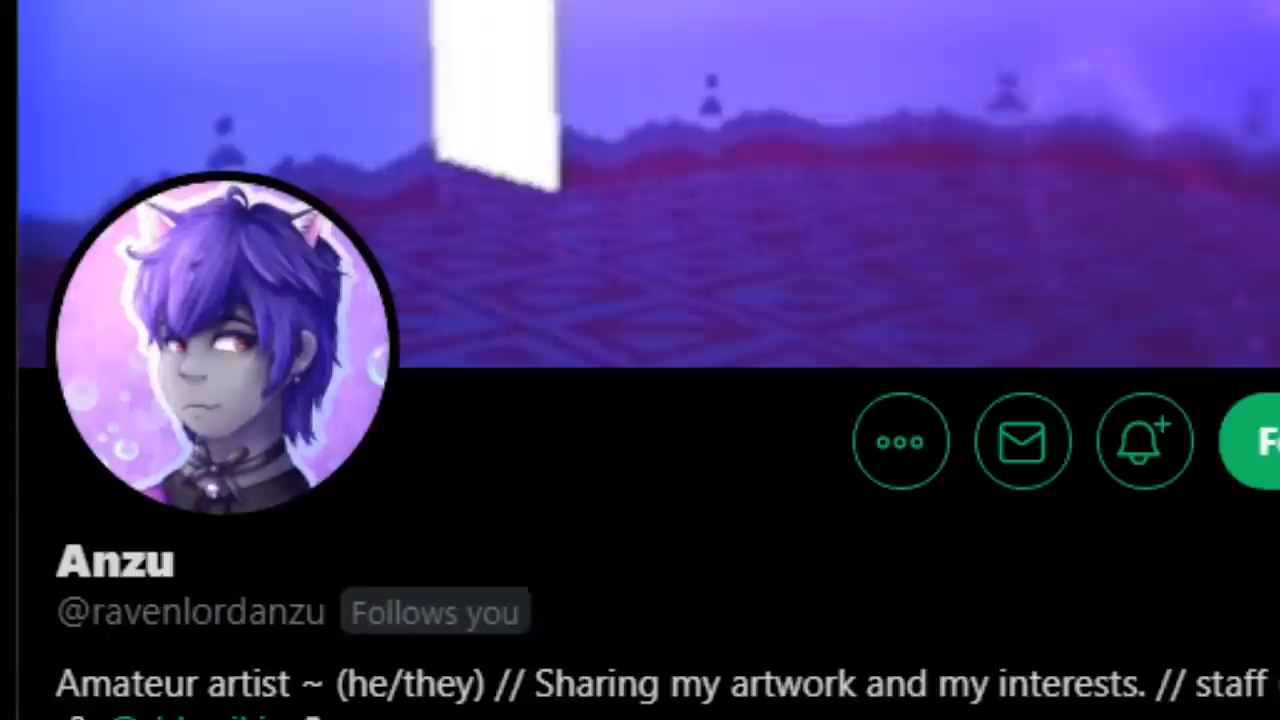 Anzu
@ravenlordanzu Follows you
Amateur artist ~ (he/they) // Sharing my artwork and my interests. // staff